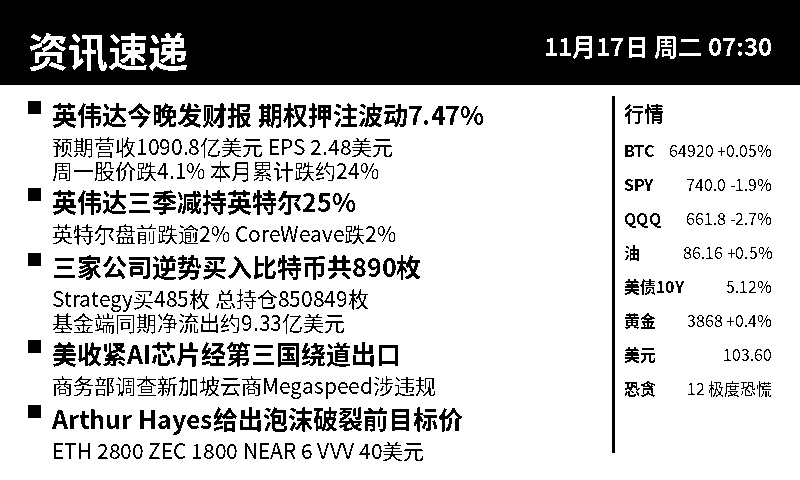 资讯速递
11月17日 周二 07:30
英伟达今晚发财报 期权押注波动7.47%
预期营收1090.8亿美元 EPS 2.48美元
周一股价跌4.1% 本月累计跌约24%
英伟达三季减持英特尔25%
英特尔盘前跌逾2% CoreWeave跌2%
三家公司逆势买入比特币共890枚
Strategy买485枚 总持仓850849枚
基金端同期净流出约9.33亿美元
美收紧AI芯片经第三国绕道出口
商务部调查新加坡云商Megaspeed涉违规
Arthur Hayes给出泡沫破裂前目标价
ETH 2800 ZEC 1800 NEAR 6 VVV 40美元
行情
BTC 64920 +0.05%
SPY 740.0 -1.9%
QQQ 661.8 -2.7%
油 86.16 +0.5%
美债10Y 5.12%
黄金 3868 +0.4%
美元 103.60
恐贪 12 极度恐慌